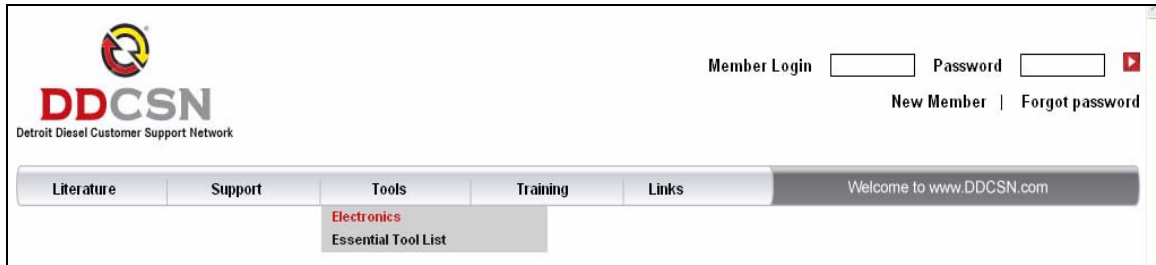 DDCSN
Detroit Diesel Customer Support Network
Member Login Password
New Member | Forgot password
Literature Support Tools Training Links Welcome to www.DDCSN.com
Electronics
Essential Tool List